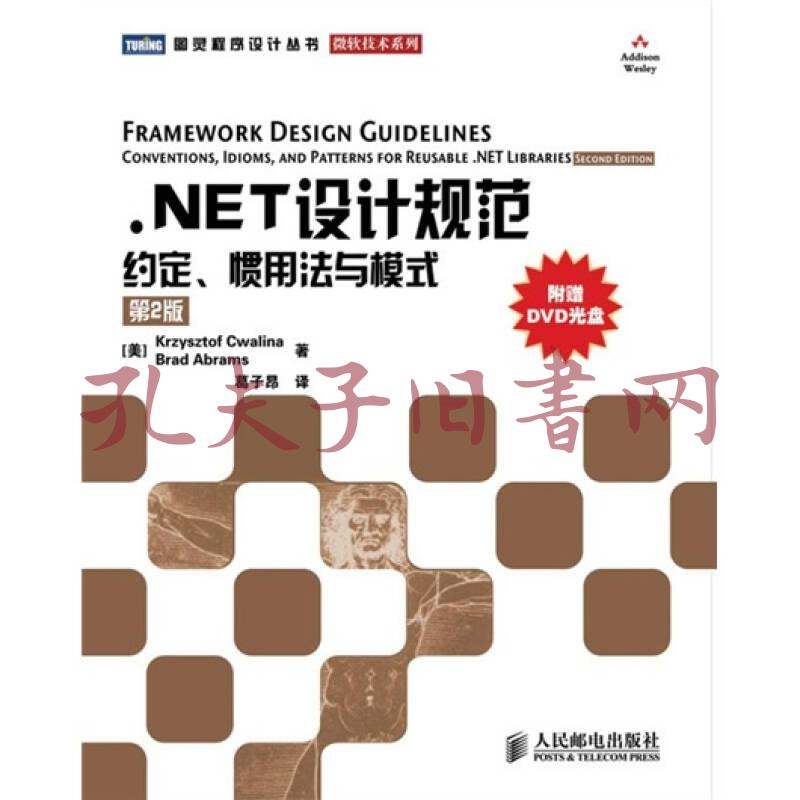 TURING 图灵程序设计丛书 微软技术系列
Addison
Wesley
FRAMEWORK DESIGN GUIDELINES
CONVENTIONS, IDIOMS, AND PATTERNS FOR REUSABLE .NET LIBRARIES SECOND EDITION
.NET设计规范
约定、惯用法与模式
第2版
附赠
DVD光盘
[美] Krzysztof Cwalina
Brad Abrams 著
葛子昂 译
孔夫子旧书网
人民邮电出版社
POSTS & TELECOM PRESS